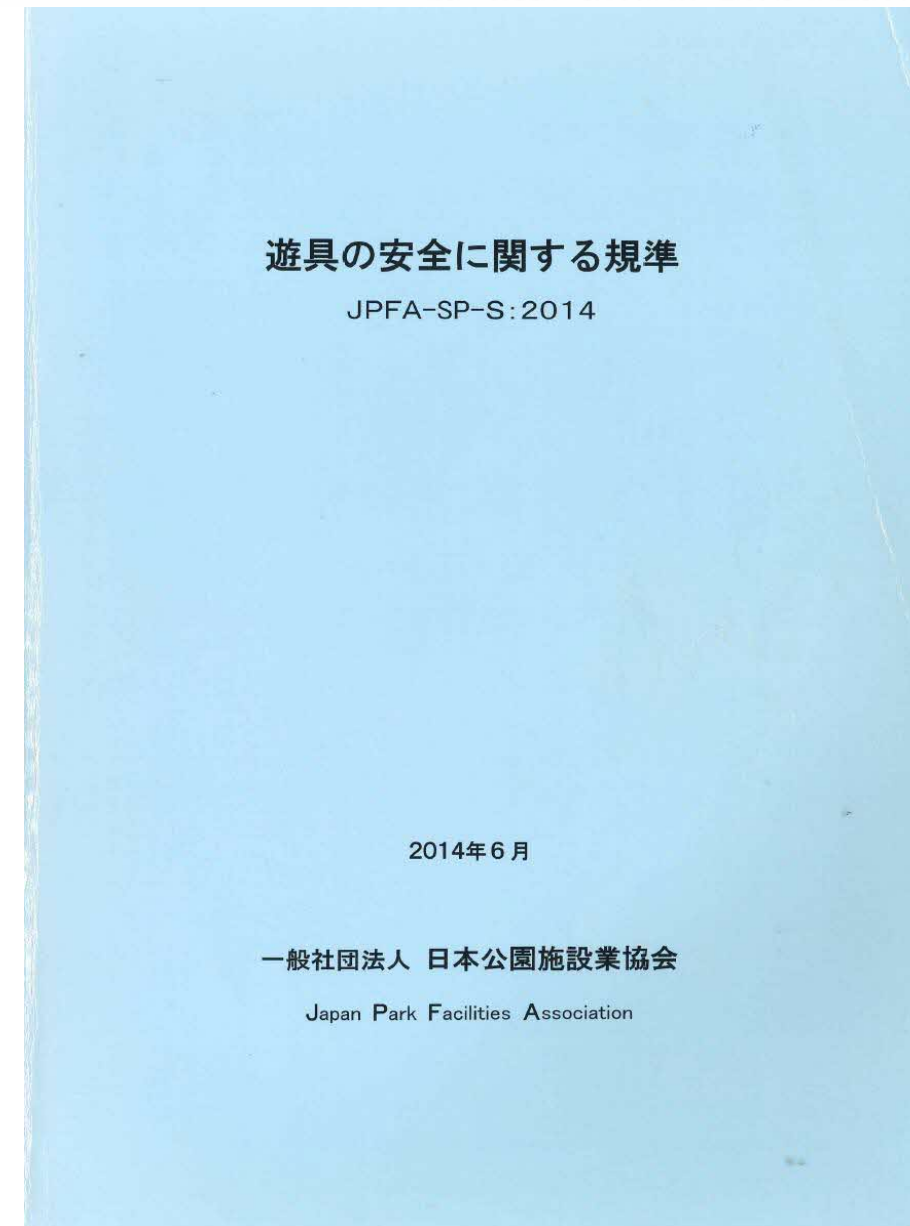 遊具の安全に関する規準
JPFA-SP-S:2014
2014年6月
一般社団法人 日本公園施設業協会
Japan Park Facilities Association